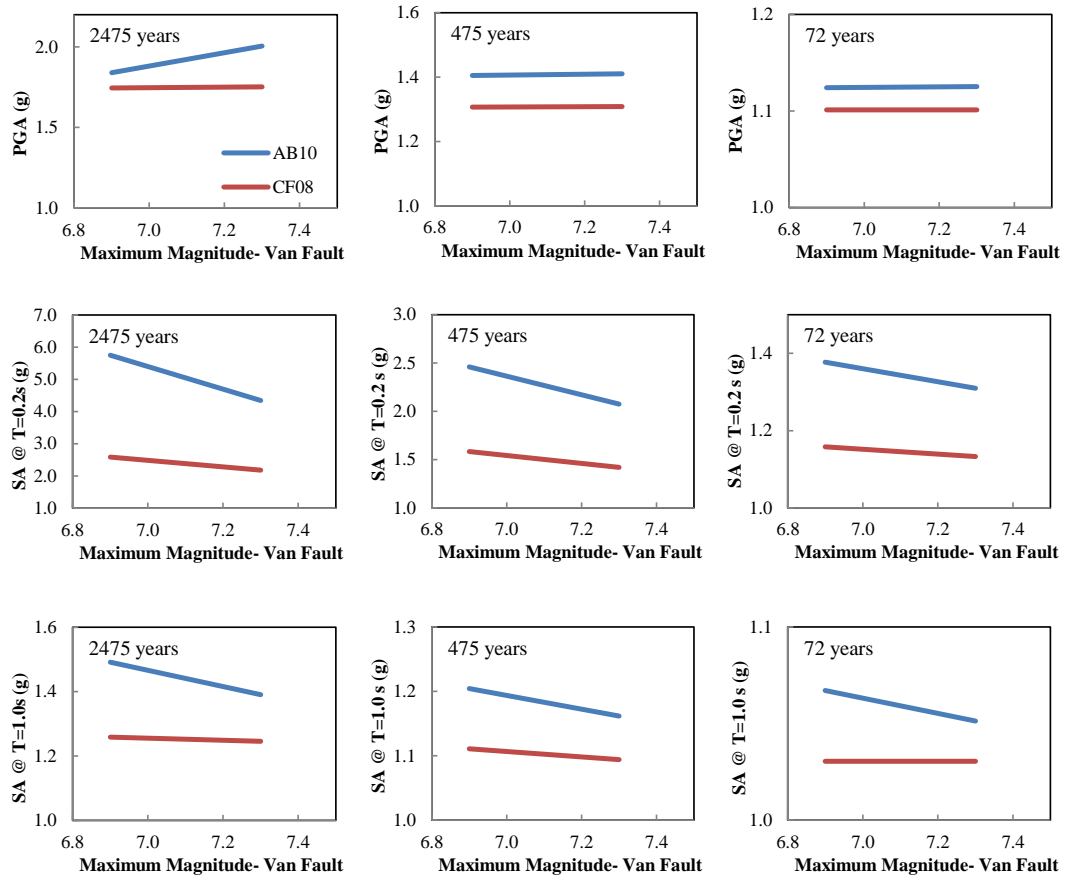 2475 years
2.0
1.5
1.0
PGA (g)
AB10
CF08
6.8 7.0 7.2 7.4
Maximum Magnitude- Van Fault
475 years
1.6
1.4
1.2
1.0
PGA (g)
6.8 7.0 7.2 7.4
Maximum Magnitude- Van Fault
72 years
1.2
1.1
1.0
PGA (g)
6.8 7.0 7.2 7.4
Maximum Magnitude- Van Fault
2475 years
7.0
6.0
5.0
4.0
3.0
2.0
1.0
SA @ T=0.2s (g)
6.8 7.0 7.2 7.4
Maximum Magnitude- Van Fault
475 years
3.0
2.5
2.0
1.5
1.0
SA @ T=0.2 s (g)
6.8 7.0 7.2 7.4
Maximum Magnitude- Van Fault
72 years
1.4
1.2
1.0
SA @ T=0.2 s (g)
6.8 7.0 7.2 7.4
Maximum Magnitude- Van Fault
2475 years
1.6
1.4
1.2
1.0
SA @ T=1.0s (g)
6.8 7.0 7.2 7.4
Maximum Magnitude- Van Fault
475 years
1.3
1.2
1.1
1.0
SA @ T=1.0 s (g)
6.8 7.0 7.2 7.4
Maximum Magnitude- Van Fault
72 years
1.1
1.0
SA @ T=1.0 s (g)
6.8 7.0 7.2 7.4
Maximum Magnitude- Van Fault